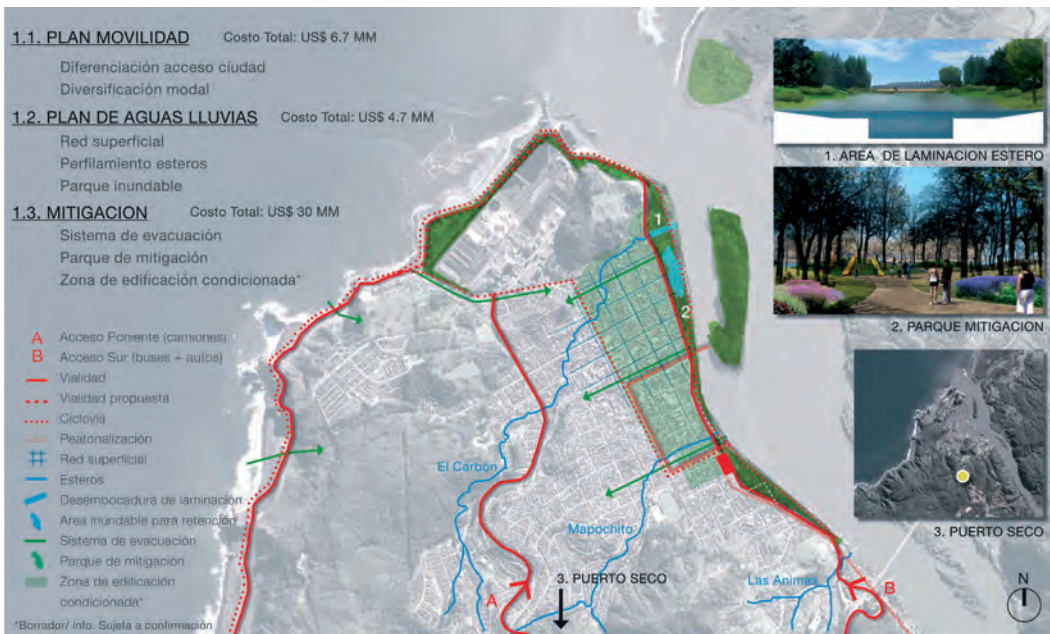 1.1. PLAN MOVILIDAD Costo Total: US$ 6.7 MM
Diferenciación acceso ciudad
Diversificación modal
1.2. PLAN DE AGUAS LLUVIAS Costo Total: US$ 4.7 MM
Red superficial
Perfilamiento esteros
Parque inundable
1.3. MITIGACION Costo Total: US$ 30 MM
Sistema de evacuación
Parque de mitigación
Zona de edificación condicionada*
A Acceso Poniente (camiones)
B Acceso Sur (buses + autos)
Vialidad
Vialidad propuesta
Ciclovía
Peatonalización
Red superficial
Esteros
Desembocadura de laminación
Area inundable para retención
Sistema de evacuación
Parque de mitigación
Zona de edificación
condicionada*
*Borrador/ info. Sujeta a confirmación
1
2
El Carbón
Mapochito
Las Animas
A
B
3. PUERTO SECO
1. AREA DE LAMINACION ESTERO
2. PARQUE MITIGACION
3. PUERTO SECO
N